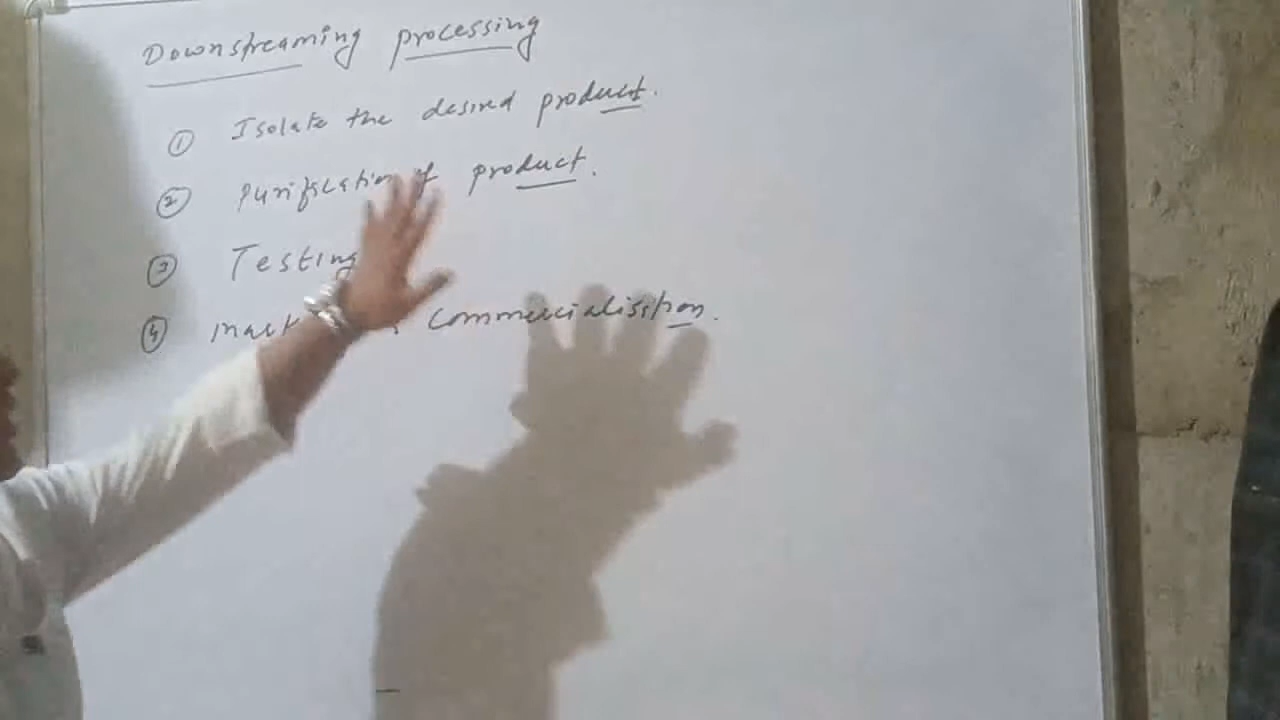 Downstreaming processing
① Isolate the desired product.
② Purification of product.
③ Testing
④ commercialisation.